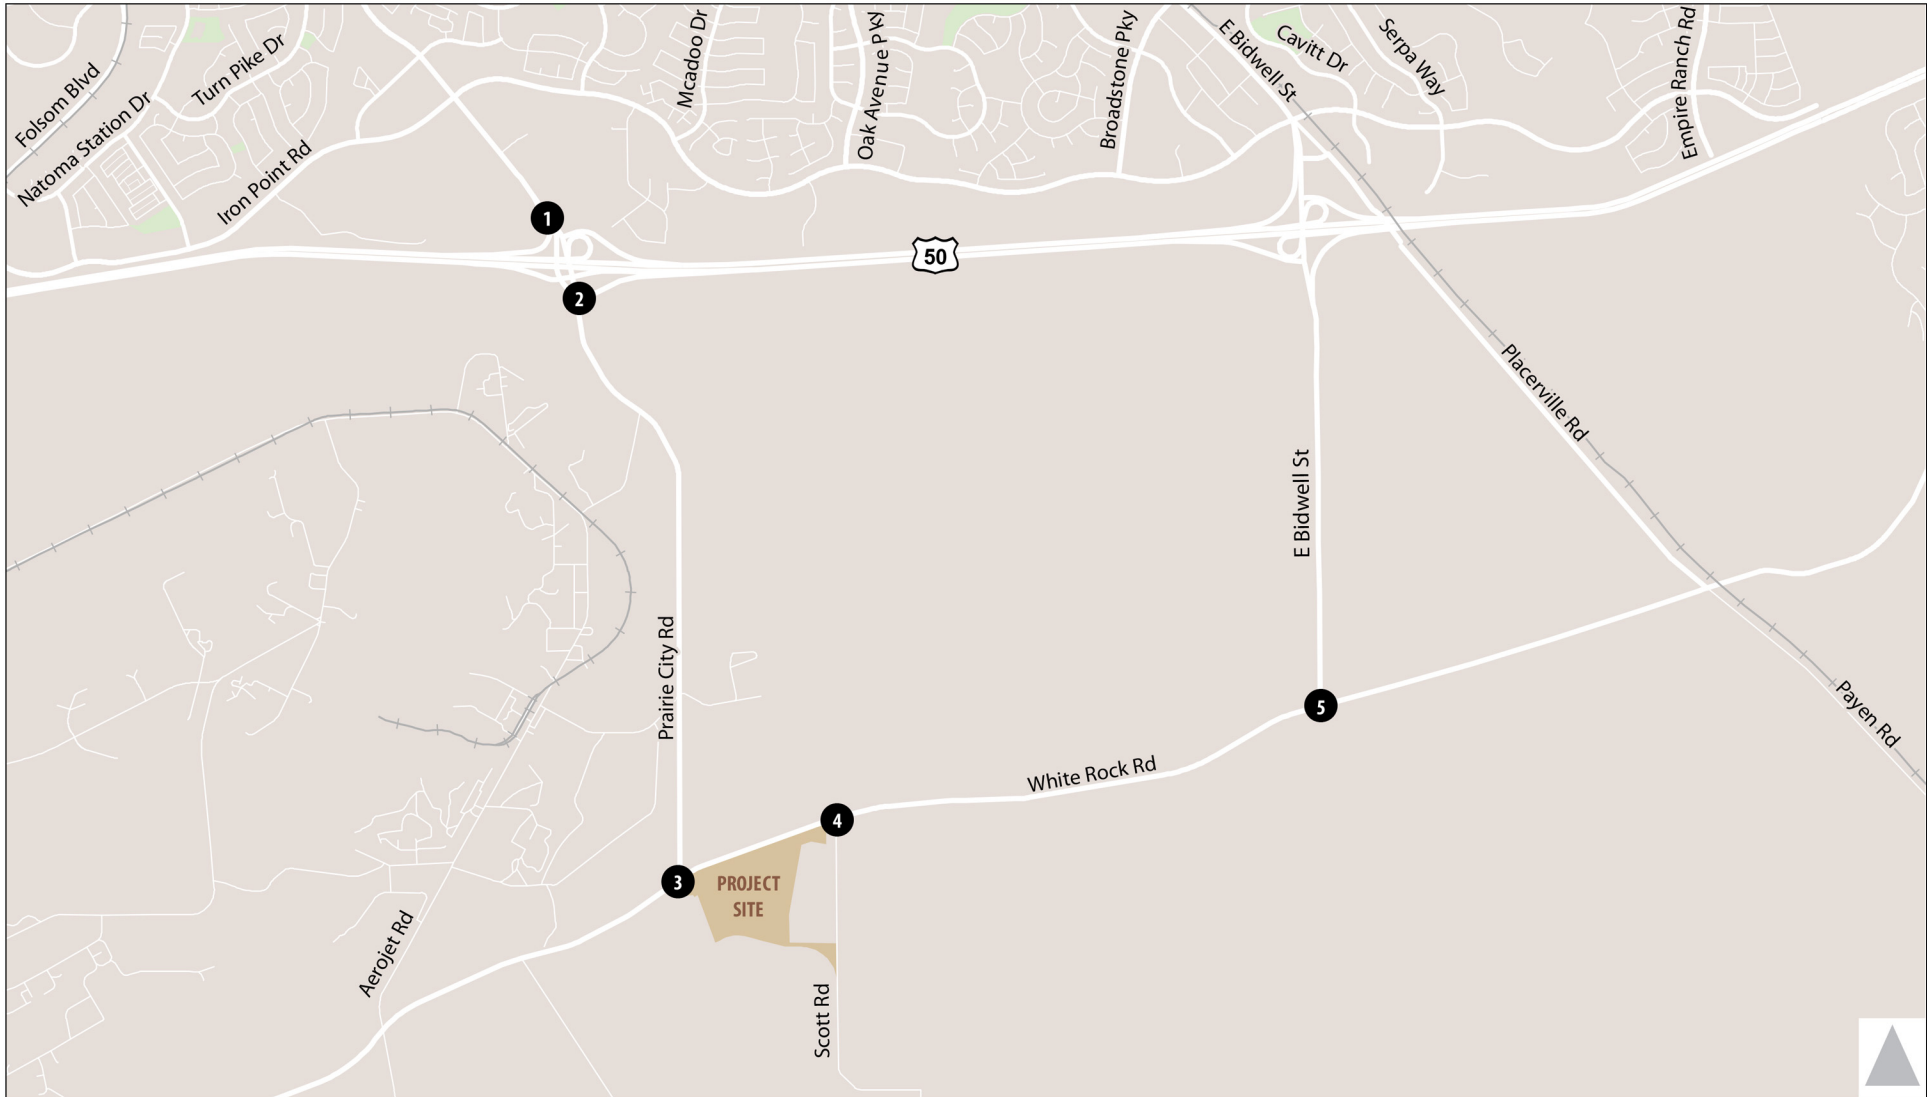 Folsom Blvd
Natoma Station Dr
Turn Pike Dr
Iron Point Rd
Mcadoo Dr
Oak Avenue Pky
Broadstone Pky
E Bidwell St
Cavitt Dr
Serpa Way
Empire Ranch Rd
1
2
50
Placerville Rd
E Bidwell St
Prairie City Rd
5
Payen Rd
White Rock Rd
4
3
PROJECT
SITE
Aerojet Rd
Scott Rd